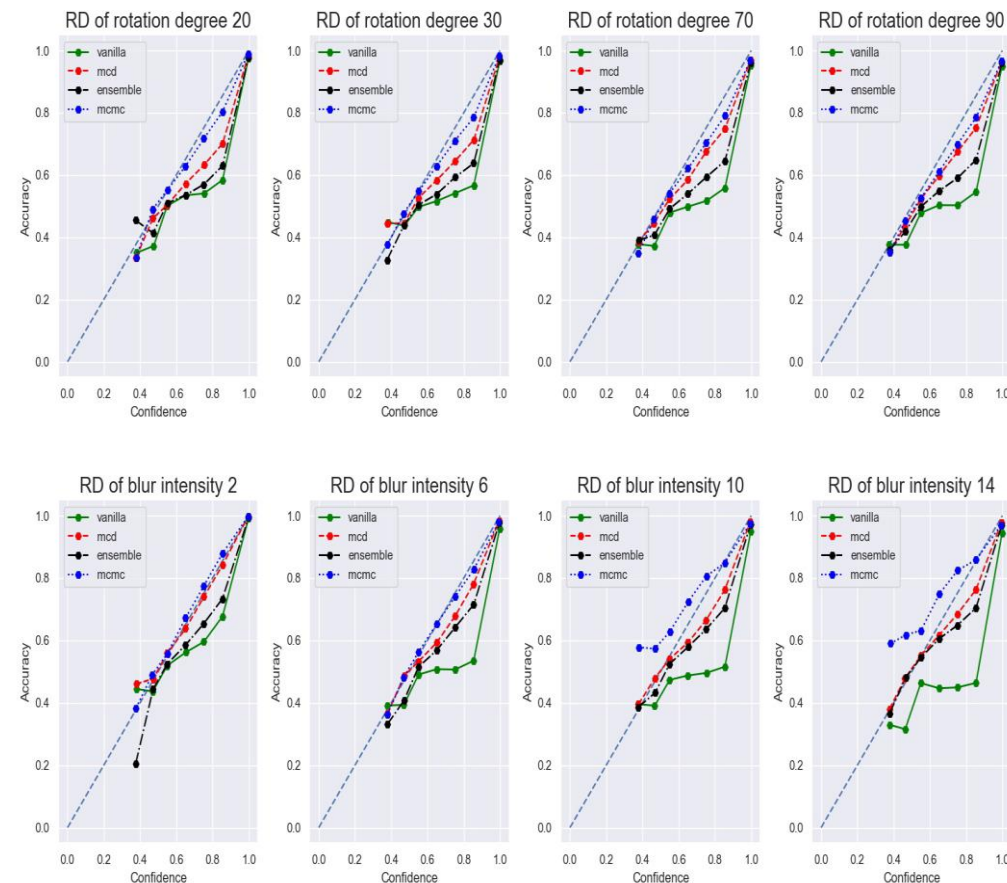 RD of rotation degree 20
1.0
0.8
0.6
0.4
0.2
0.0
Accuracy
vanilla
mcd
ensemble
mcmc
0.0 0.2 0.4 0.6 0.8 1.0
Confidence
RD of rotation degree 30
1.0
0.8
0.6
0.4
0.2
0.0
Accuracy
vanilla
mcd
ensemble
mcmc
0.0 0.2 0.4 0.6 0.8 1.0
Confidence
RD of rotation degree 70
1.0
0.8
0.6
0.4
0.2
0.0
Accuracy
vanilla
mcd
ensemble
mcmc
0.0 0.2 0.4 0.6 0.8 1.0
Confidence
RD of rotation degree 90
1.0
0.8
0.6
0.4
0.2
0.0
Accuracy
vanilla
mcd
ensemble
mcmc
0.0 0.2 0.4 0.6 0.8 1.0
Confidence
RD of blur intensity 2
1.0
0.8
0.6
0.4
0.2
0.0
Accuracy
vanilla
mcd
ensemble
mcmc
0.0 0.2 0.4 0.6 0.8 1.0
Confidence
RD of blur intensity 6
1.0
0.8
0.6
0.4
0.2
0.0
Accuracy
vanilla
mcd
ensemble
mcmc
0.0 0.2 0.4 0.6 0.8 1.0
Confidence
RD of blur intensity 10
1.0
0.8
0.6
0.4
0.2
0.0
Accuracy
vanilla
mcd
ensemble
mcmc
0.0 0.2 0.4 0.6 0.8 1.0
Confidence
RD of blur intensity 14
1.0
0.8
0.6
0.4
0.2
0.0
Accuracy
vanilla
mcd
ensemble
mcmc
0.0 0.2 0.4 0.6 0.8 1.0
Confidence